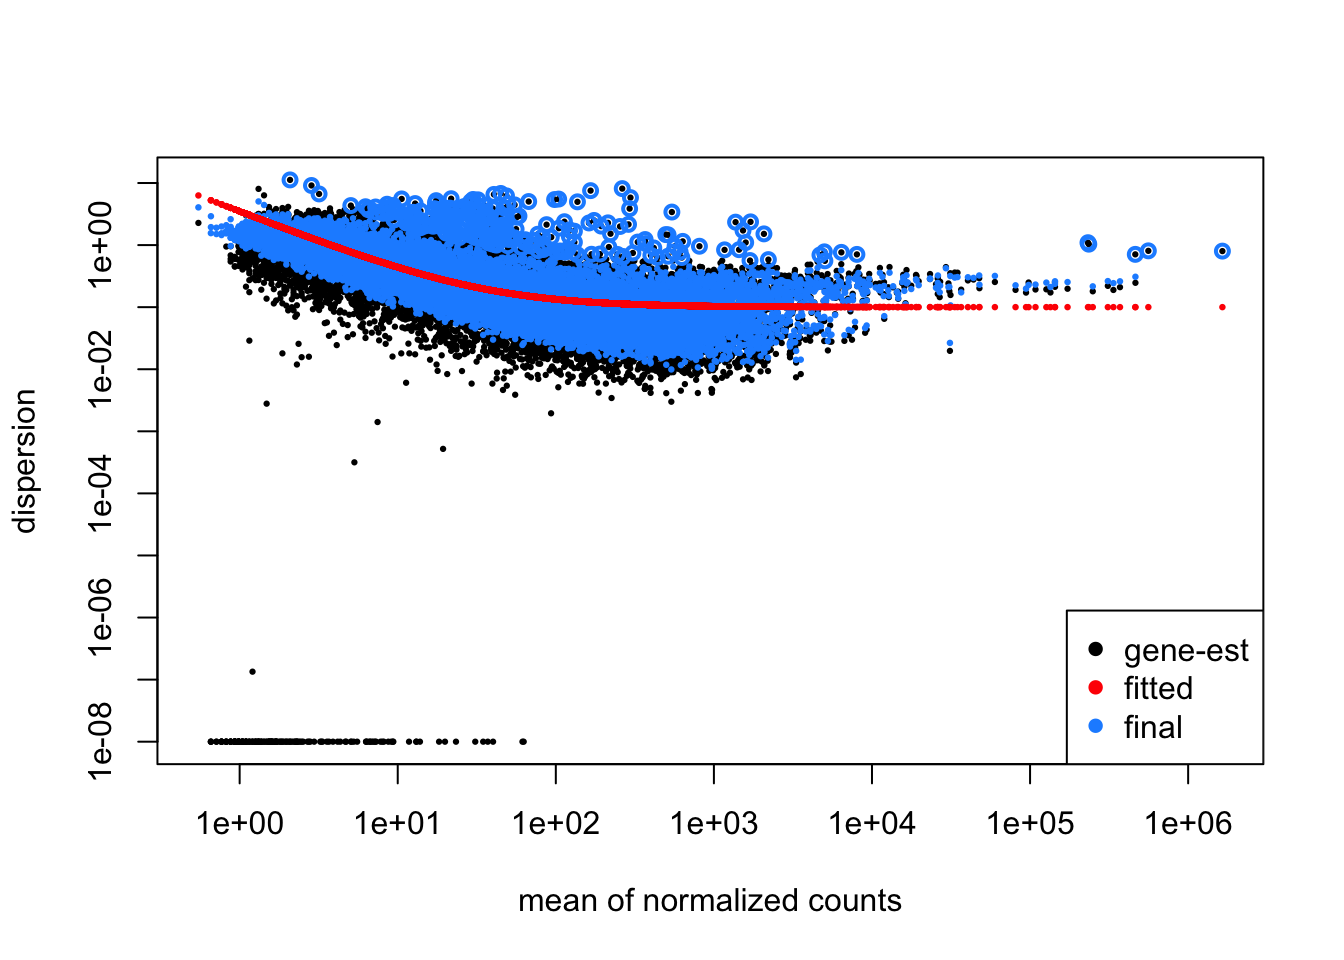 dispersion
1e+00
1e-02
1e-04
1e-06
1e-08
1e+00 1e+01 1e+02 1e+03 1e+04 1e+05 1e+06
mean of normalized counts
gene-est
fitted
final